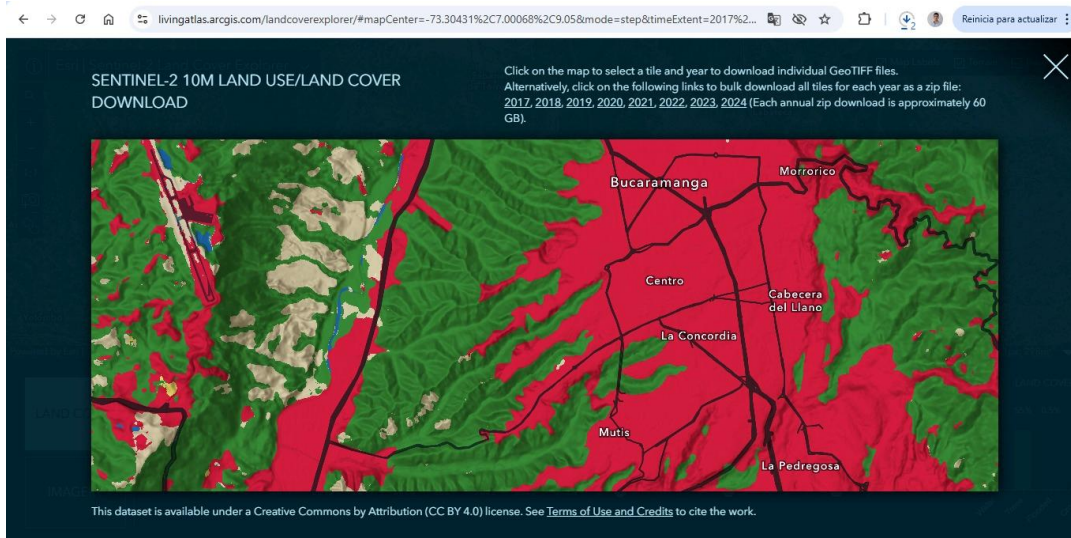 livingatlas.arcgis.com/landcoverexplorer/#mapCenter=-73.30431%2C7.00068%2C9.05&mode=step&timeExtent=2017%2...
2
Reinicia para actualizar
SENTINEL-2 10M LAND USE/LAND COVER
DOWNLOAD
Click on the map to select a tile and year to download individual GeoTIFF files.
Alternatively, click on the following links to bulk download all tiles for each year as a zip file:
2017, 2018, 2019, 2020, 2021, 2022, 2023, 2024 (Each annual zip download is approximately 60
GB).
Morrorico
Bucaramanga
Centro
Cabecera
del Llano
La Concordia
Mutis
La Pedregosa
This dataset is available under a Creative Commons by Attribution (CC BY 4.0) license. See Terms of Use and Credits to cite the work.